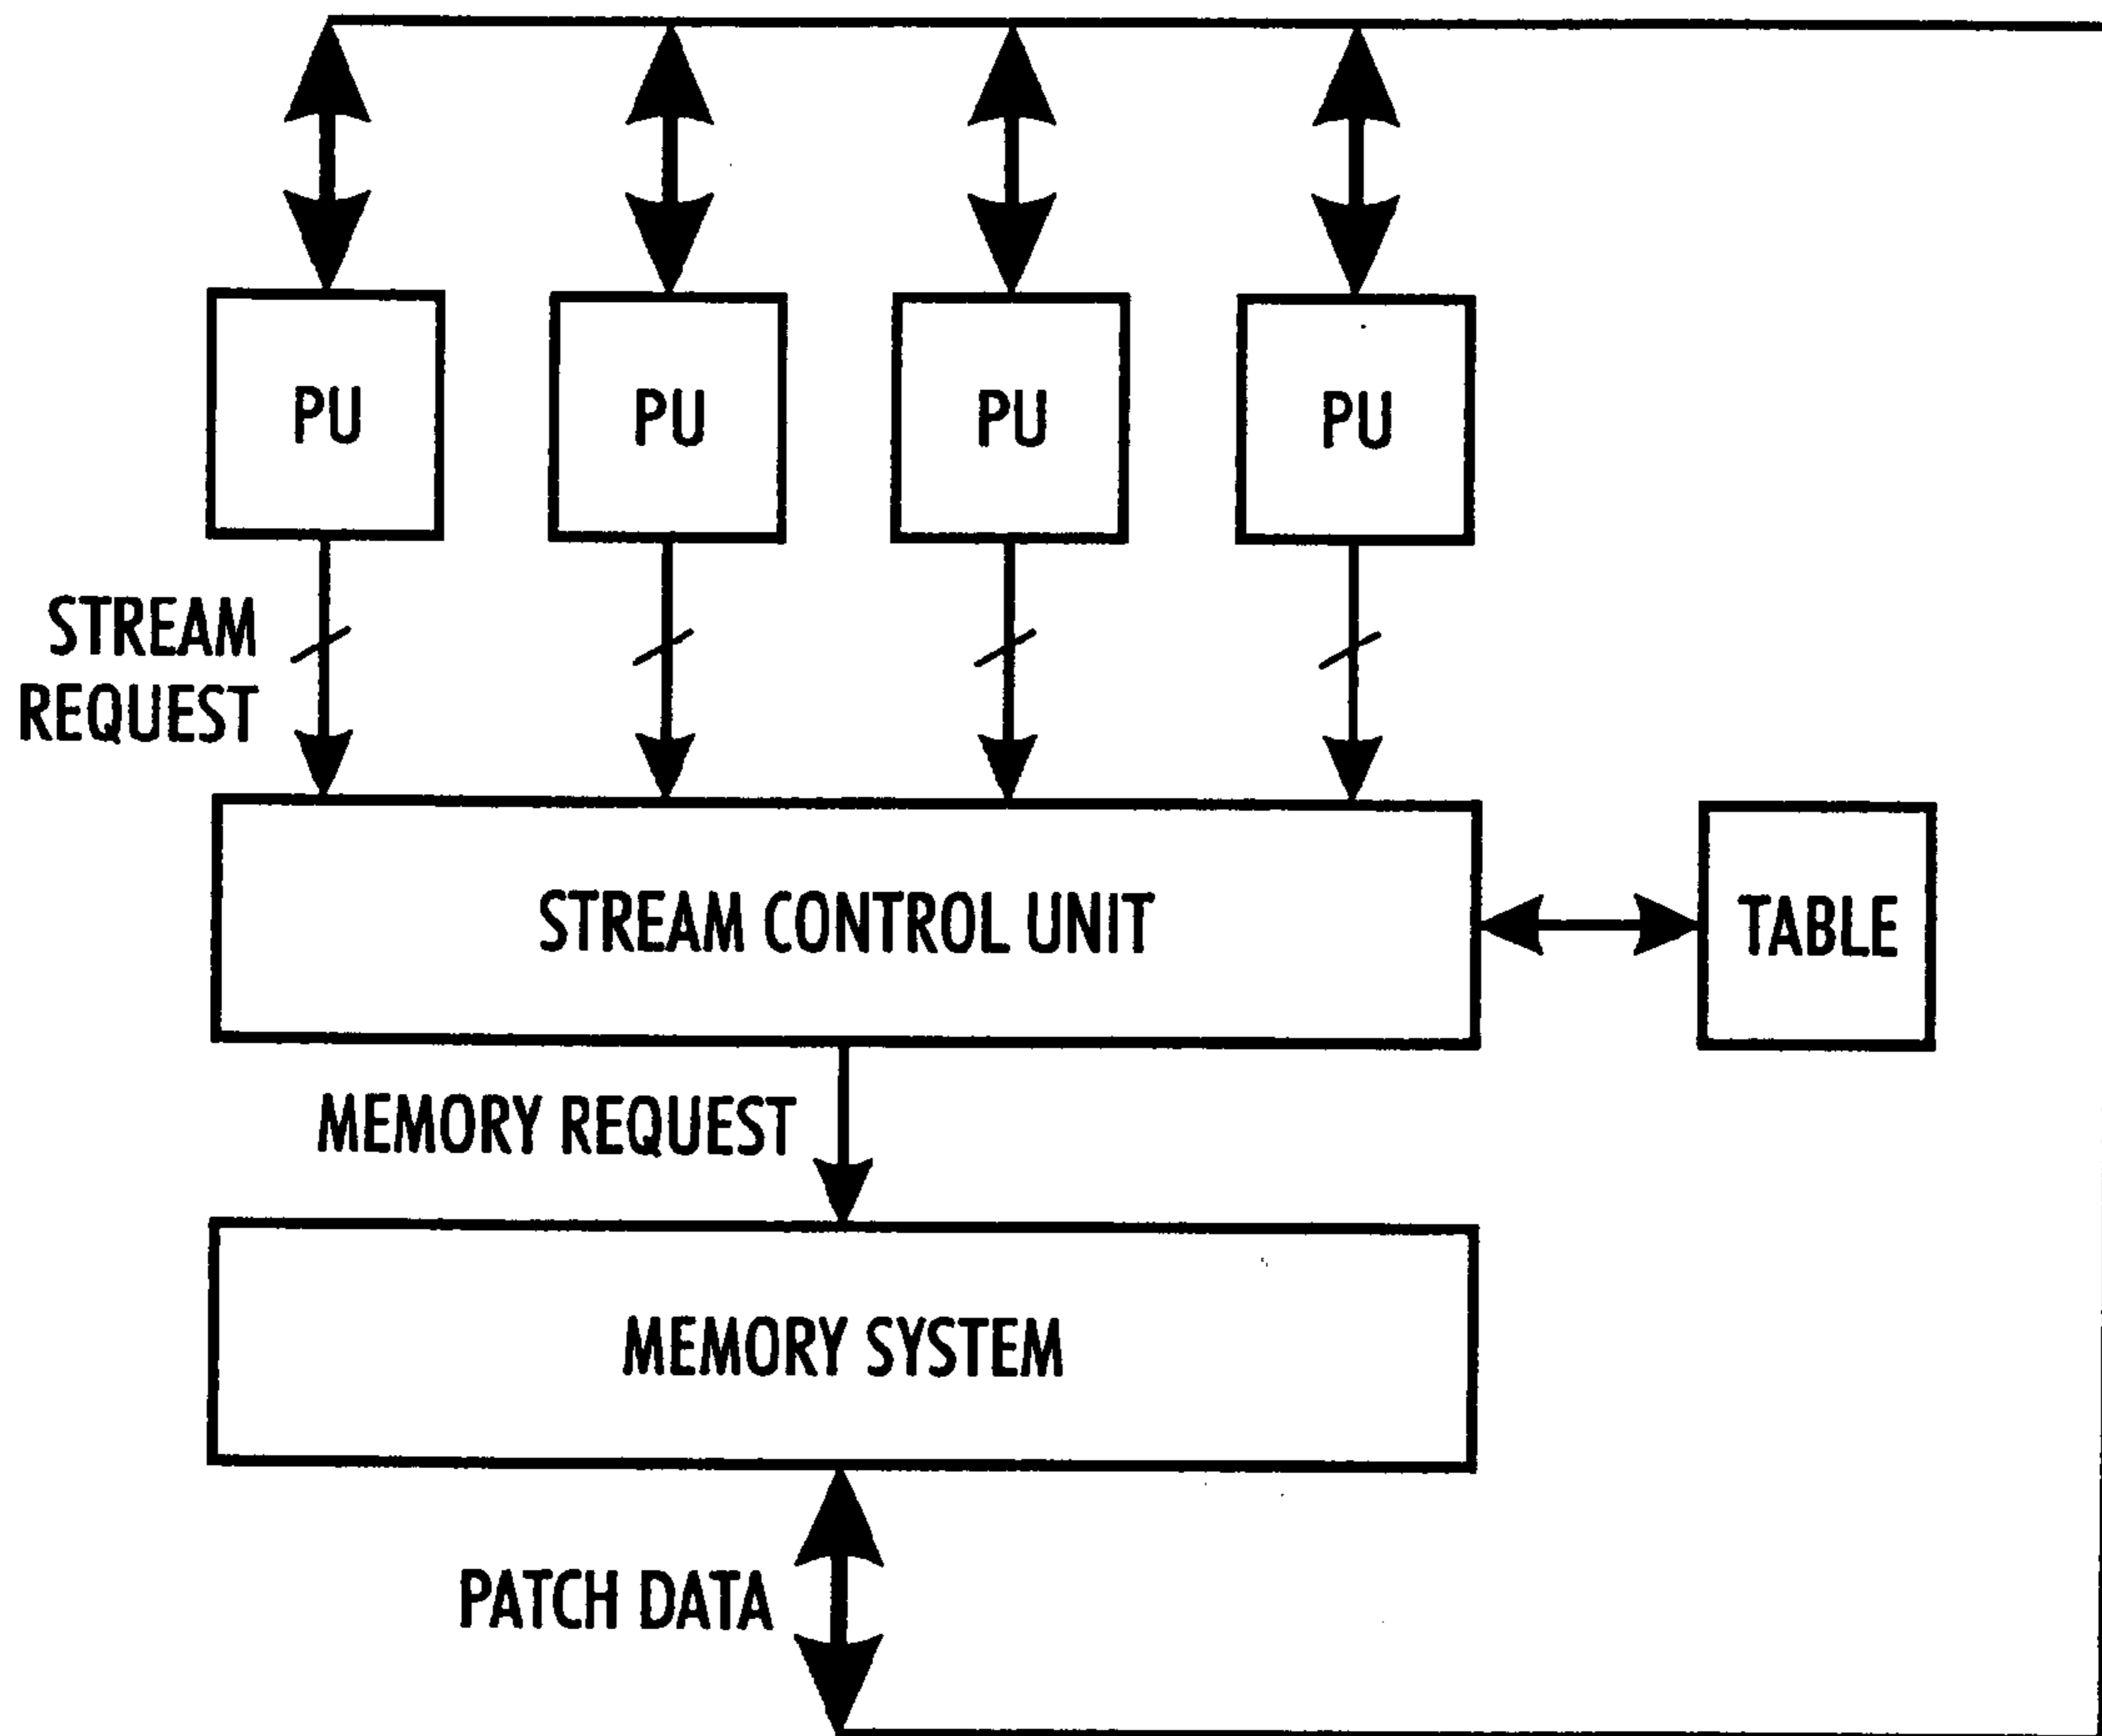 PU
PU
PU
PU
STREAM
REQUEST
STREAM CONTROL UNIT
TABLE
MEMORY REQUEST
MEMORY SYSTEM
PATCH DATA